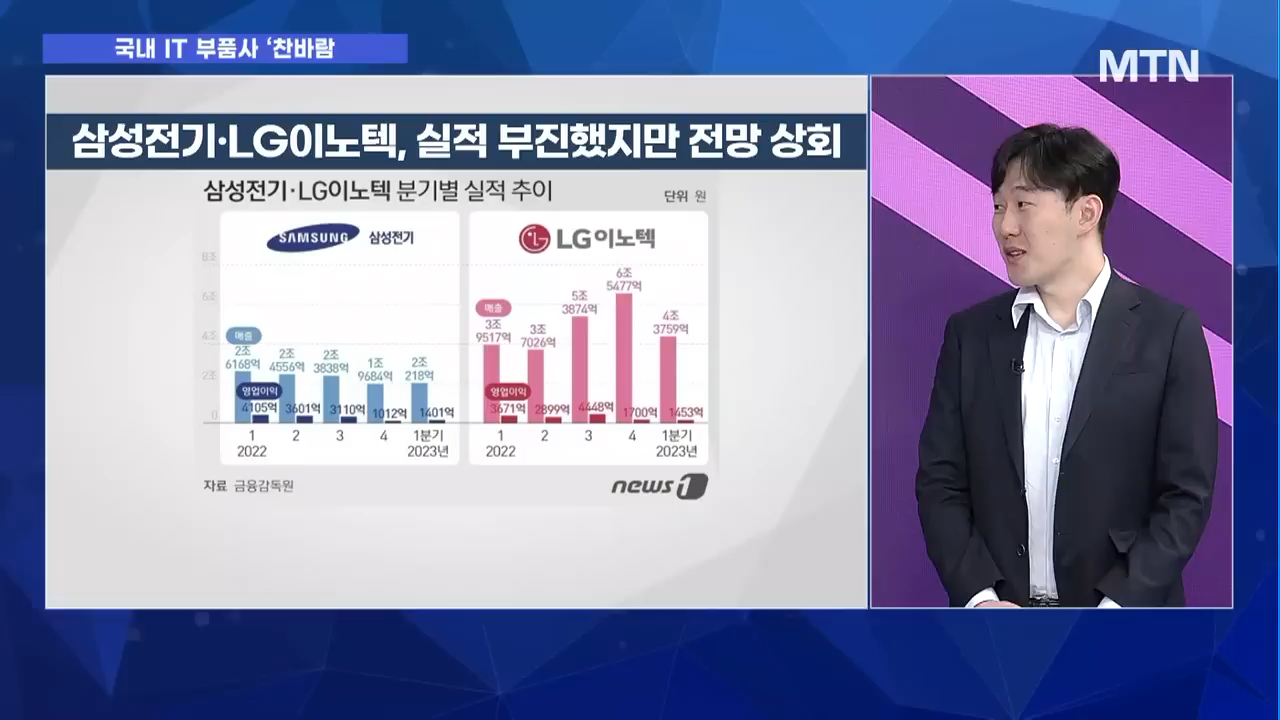 국내 IT 부품사 ‘찬바람
MTN
삼성전기·LG이노텍, 실적 부진했지만 전망 상회
삼성전기·LG이노텍 분기별 실적 추이
단위 원
SAMSUNG 삼성전기
LG이노텍
8조
6조
4조
2조
0
매출
2조 6168억
2조 4556억
2조 3838억
1조 9684억
2조 218억
영업이익
4105억
3601억
3110억
1012억
1401억
1 2 3 4 1분기
2022 2023년
매출
3조 9517억
3조 7026억
5조 3874억
6조 5477억
4조 3759억
영업이익
3671억
2899억
4448억
1700억
1453억
1 2 3 4 1분기
2022 2023년
자료 금융감독원
news1